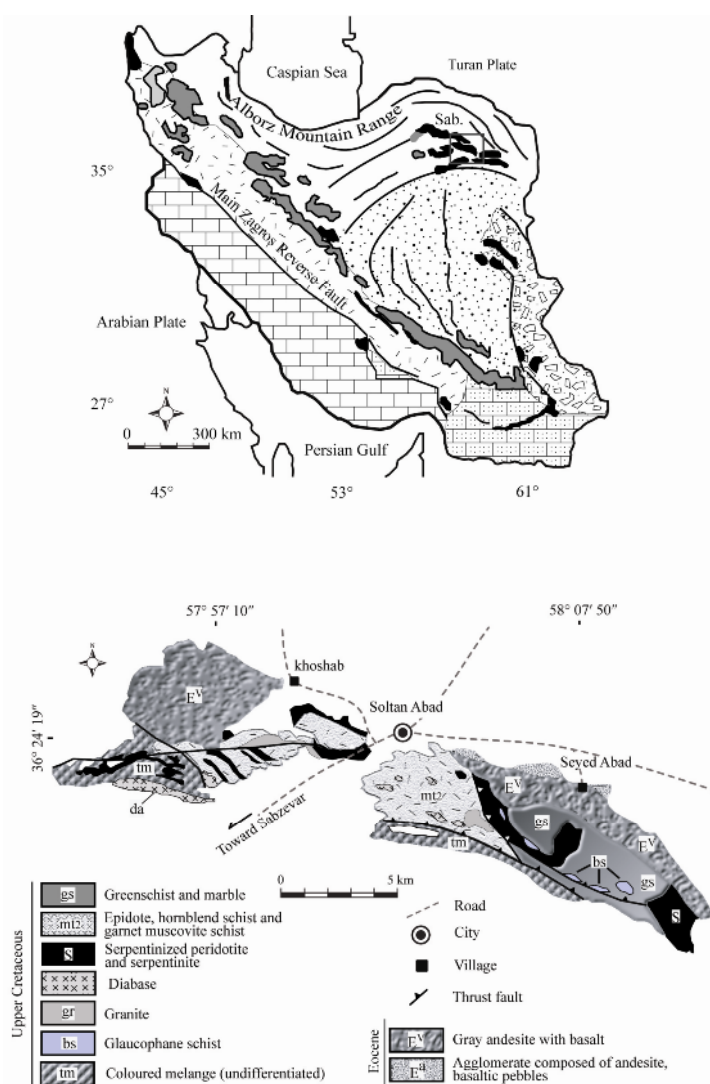 Caspian Sea
Turan Plate
Alborz Mountain Range
Sab.
35°
Main Zagros Reverse Fault
Arabian Plate
27°
N
0 300 km
Persian Gulf
45° 53° 61°
57° 57' 10"
58° 07' 50"
N
khoshab
E^V
Soltan Abad
36° 24' 19"
Seyed Abad
tm
E^V
mt2
da
gs
Toward Sabzevar
E^V
tm
bs
gs
S
0 5 km
Upper Cretaceous
gs Greenschist and marble
mt2 Epidote, hornblend schist and
garnet muscovite schist
S Serpentinized peridotite
and serpentinite
Diabase
gr Granite
bs Glaucophane schist
tm Coloured melange (undifferentiated)
Road
City
Village
Thrust fault
Eocene
E^V Gray andesite with basalt
E^a Agglomerate composed of andesite,
basaltic pebbles